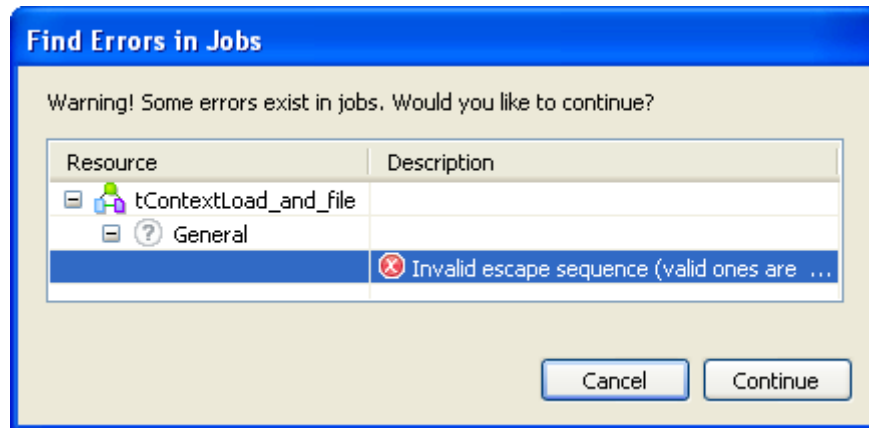 Find Errors in Jobs
Warning! Some errors exist in jobs. Would you like to continue?
Resource Description
tContextLoad_and_file
? General
Invalid escape sequence (valid ones are ...
Cancel Continue